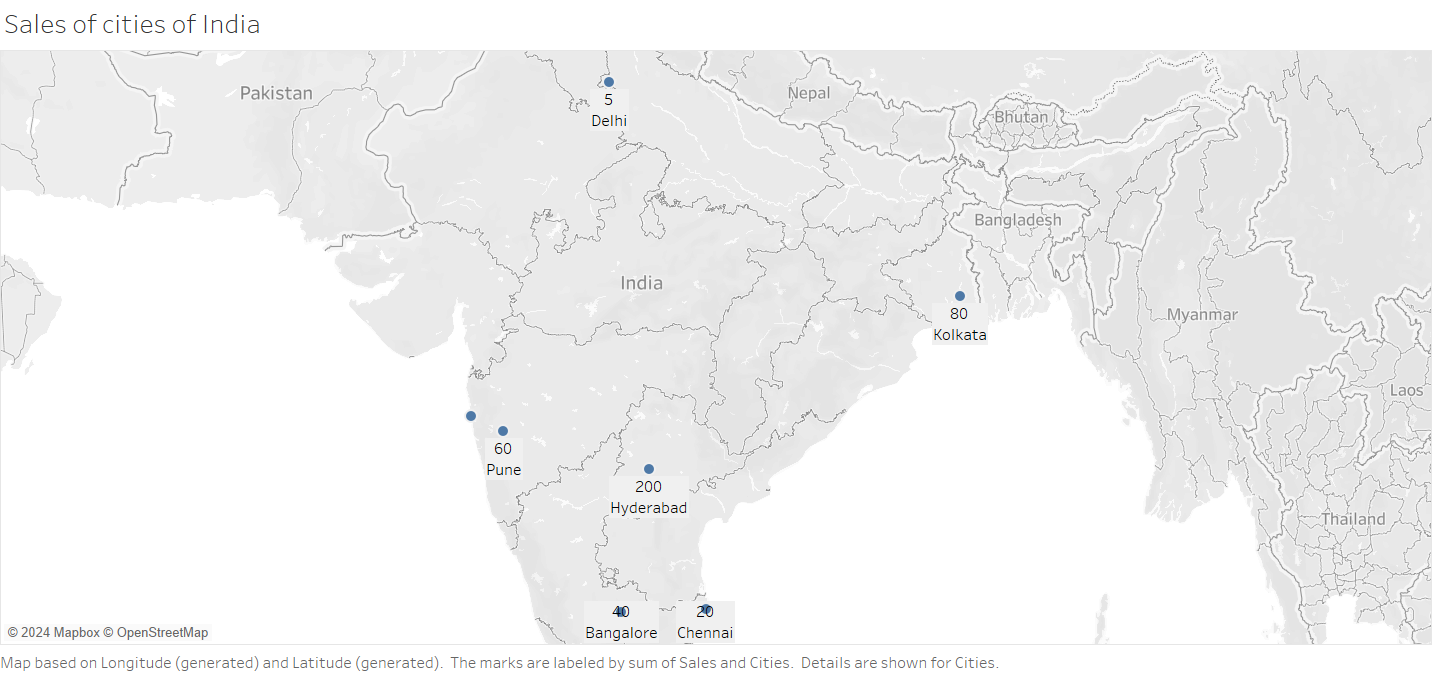 Sales of cities of India
Pakistan
Nepal
5
Delhi
Bhutan
Bangladesh
India
80
Kolkata
Myanmar
Laos
60
Pune
200
Hyderabad
Thailand
40
Bangalore
20
Chennai
© 2024 Mapbox © OpenStreetMap
Map based on Longitude (generated) and Latitude (generated).  The marks are labeled by sum of Sales and Cities.  Details are shown for Cities.